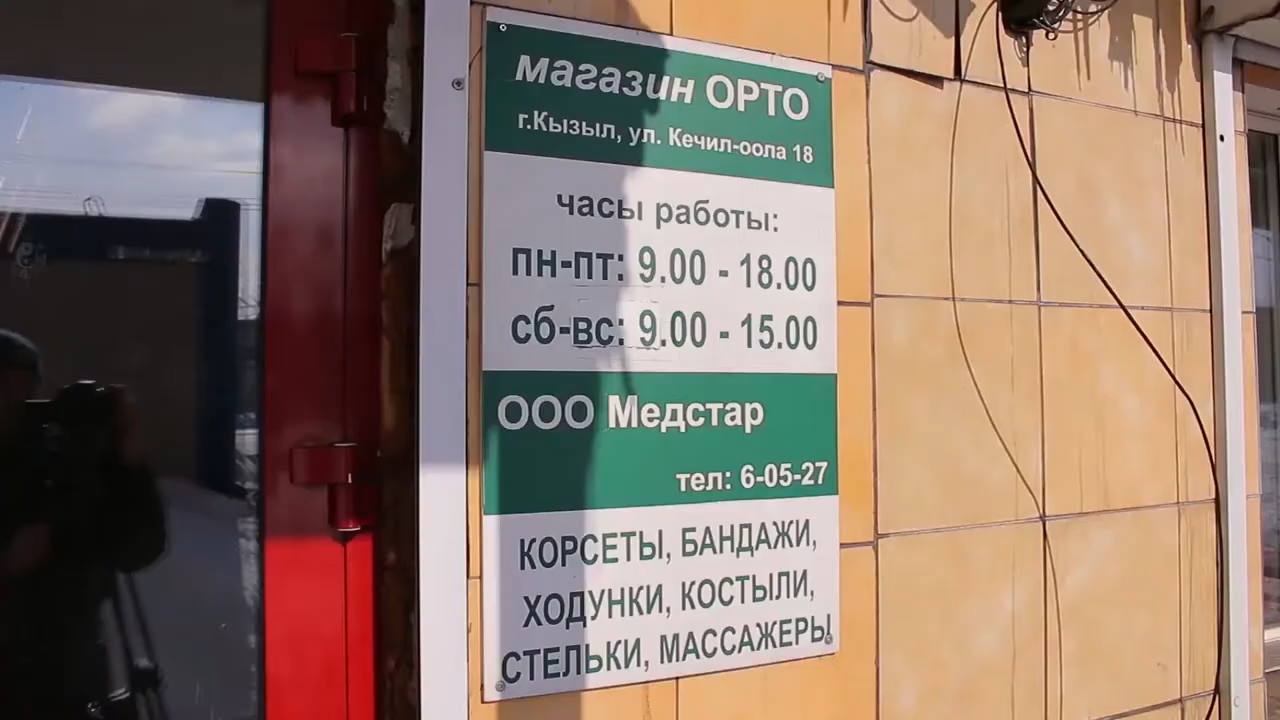 магазин ОРТО
г.Кызыл, ул. Кечил-оола 18
часы работы:
пн-пт: 9.00 - 18.00
сб-вс: 9.00 - 15.00
ООО Медстар
тел: 6-05-27
КОРСЕТЫ, БАНДАЖИ,
ХОДУНКИ, КОСТЫЛИ,
СТЕЛЬКИ, МАССАЖЕРЫ